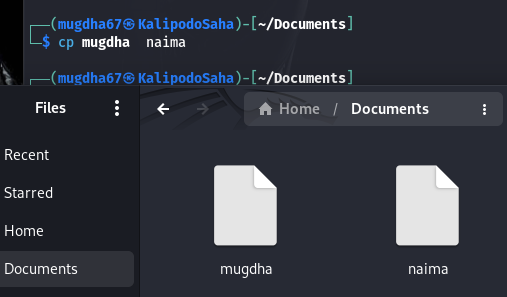 ┌──(mugdha67㉿KalipodoSaha)-[~/Documents]
└─$ cp mugdha  naima
┌──(mugdha67㉿KalipodoSaha)-[~/Documents]
Files
Home / Documents
Recent
Starred
Home
Documents
mugdha
naima